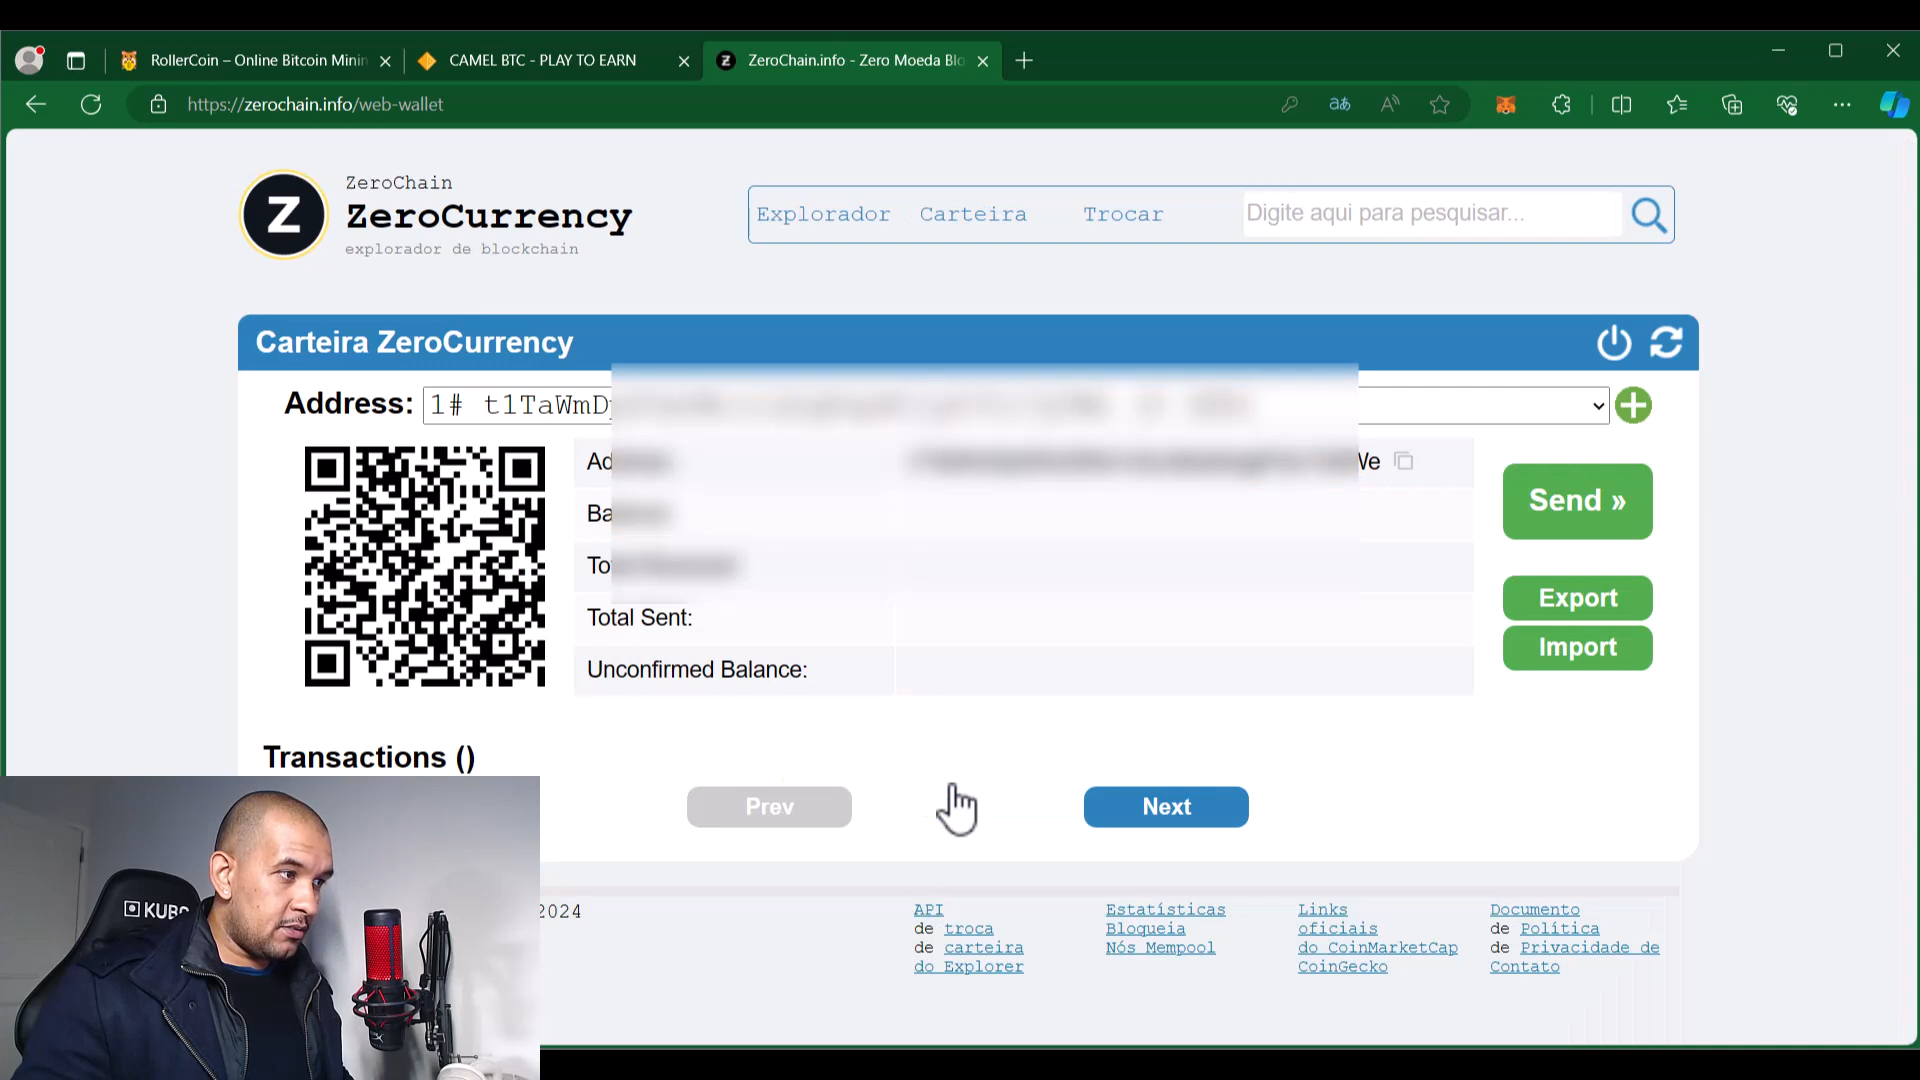 RollerCoin – Online Bitcoin Minin
CAMEL BTC - PLAY TO EARN
ZeroChain.info - Zero Moeda Blo
https://zerochain.info/web-wallet
ZeroChain
ZeroCurrency
explorador de blockchain
Explorador
Carteira
Trocar
Digite aqui para pesquisar...
Carteira ZeroCurrency
Address:
1# t1TaWmD
Send »
Export
Import
Total Sent:
Unconfirmed Balance:
Transactions ()
Prev
Next
2024
API
de troca
de carteira
do Explorer
Estatísticas
Bloqueia
Nós Mempool
Links
oficiais
do CoinMarketCap
CoinGecko
Documento
de Política
de Privacidade de
Contato